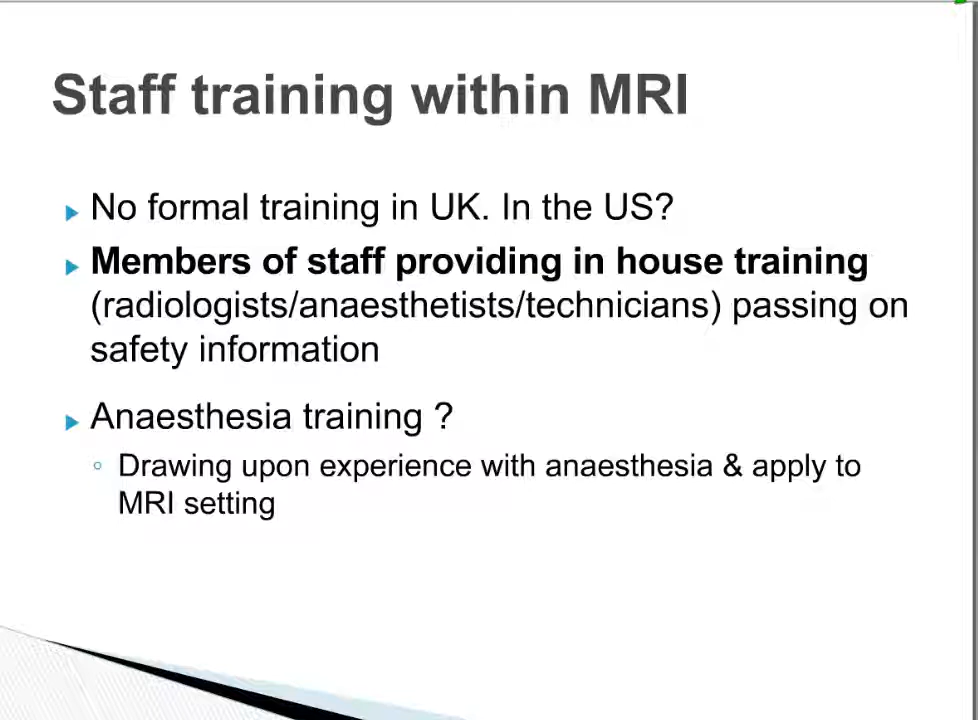 Staff training within MRI
No formal training in UK. In the US?
Members of staff providing in house training
(radiologists/anaesthetists/technicians) passing on
safety information
Anaesthesia training ?
Drawing upon experience with anaesthesia & apply to
MRI setting